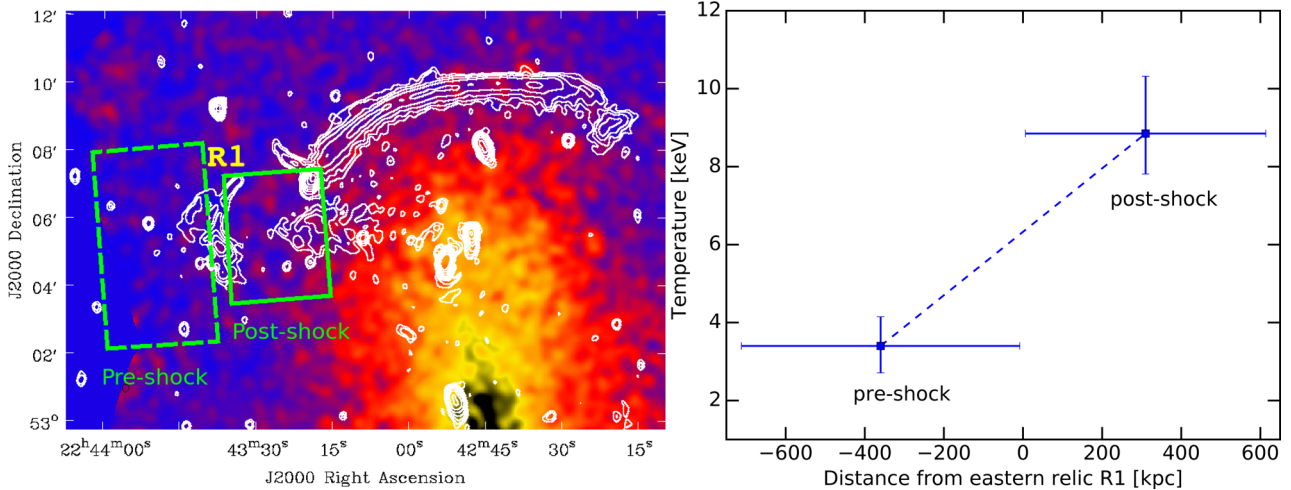 12′
10′
08′
R1
06′
04′
Post-shock
02′
Pre-shock
53°
22ʰ44ᵐ00ˢ
43ᵐ30ˢ
15ˢ
00ˢ
42ᵐ45ˢ
30ˢ
15ˢ
J2000 Right Ascension
J2000 Declination
12
10
8
6
4
2
Temperature [keV]
post-shock
pre-shock
−600
−400
−200
0
200
400
600
Distance from eastern relic R1 [kpc]